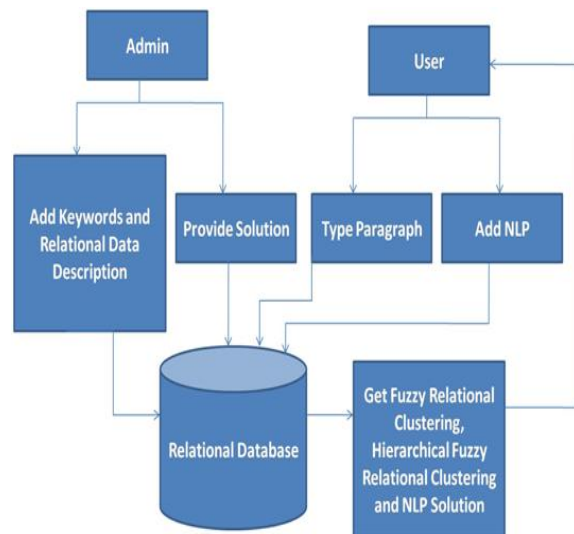 Admin
User
Add Keywords and
Relational Data
Description
Provide Solution
Type Paragraph
Add NLP
Relational Database
Get Fuzzy Relational
Clustering,
Hierarchical Fuzzy
Relational Clustering
and NLP Solution